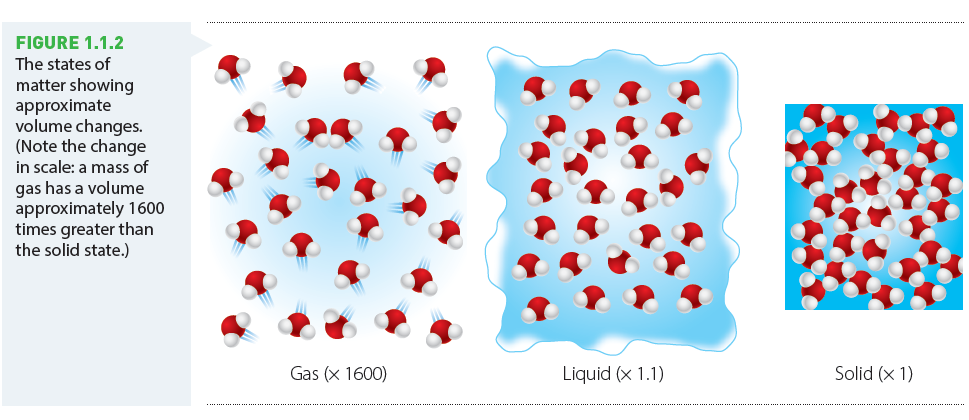 FIGURE 1.1.2
The states of
matter showing
approximate
volume changes.
(Note the change
in scale: a mass of
gas has a volume
approximately 1600
times greater than
the solid state.)
Gas (× 1600)
Liquid (× 1.1)
Solid (× 1)